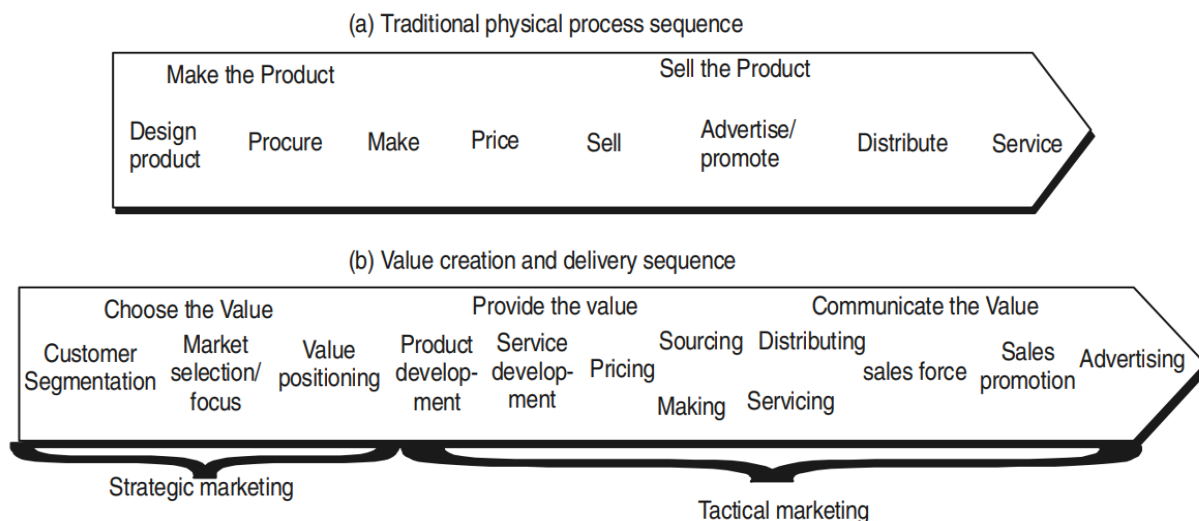 (a) Traditional physical process sequence
Make the Product
Sell the Product
Design
product
Procure
Make
Price
Sell
Advertise/
promote
Distribute
Service
(b) Value creation and delivery sequence
Choose the Value
Provide the value
Communicate the Value
Customer
Segmentation
Market
selection/
focus
Value
positioning
Product
develop-
ment
Service
develop-
ment
Pricing
Sourcing
Making
Distributing
Servicing
sales force
Sales
promotion
Advertising
Strategic marketing
Tactical marketing